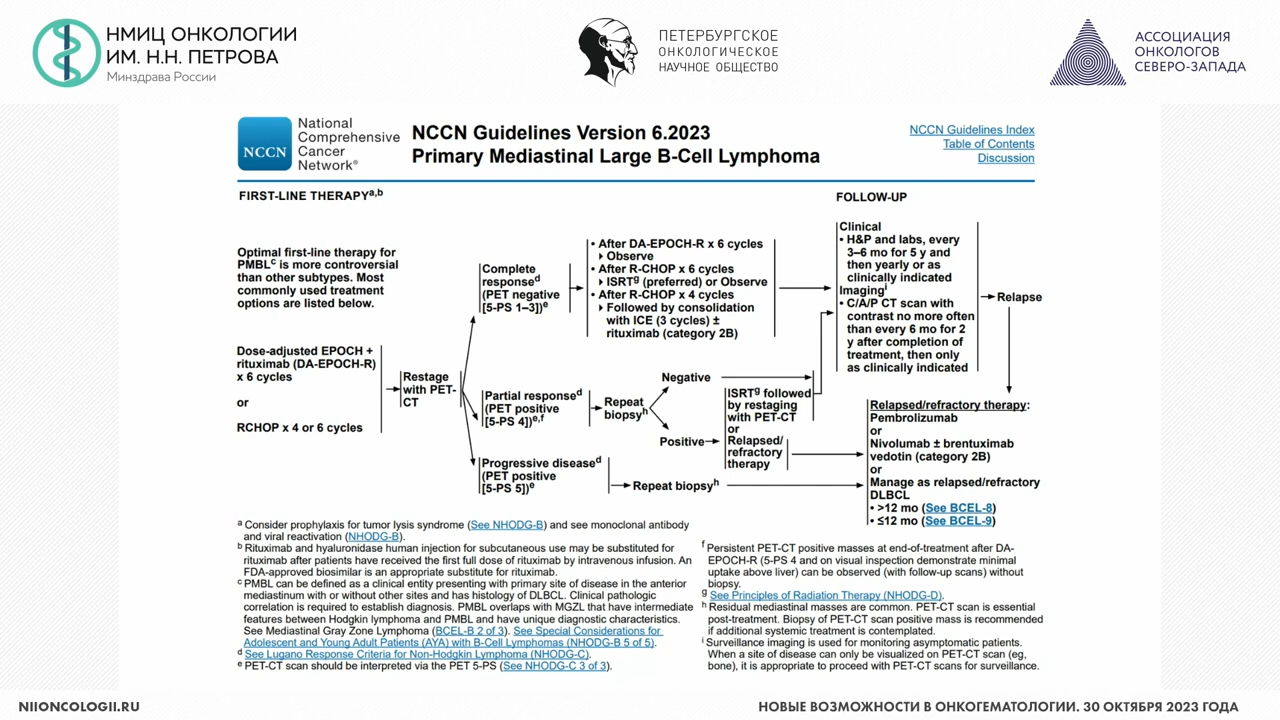 НМИЦ ОНКОЛОГИИ
ИМ. Н.Н. ПЕТРОВА
Минздрава России
ПЕТЕРБУРГСКОЕ
ОНКОЛОГИЧЕСКОЕ
НАУЧНОЕ ОБЩЕСТВО
АССОЦИАЦИЯ
ОНКОЛОГОВ
СЕВЕРО-ЗАПАДА
NCCN
National
Comprehensive
Cancer
Network®
NCCN Guidelines Version 6.2023
Primary Mediastinal Large B-Cell Lymphoma
NCCN Guidelines Index
Table of Contents
Discussion
FIRST-LINE THERAPYa,b
Optimal first-line therapy for
PMBLc is more controversial
than other subtypes. Most
commonly used treatment
options are listed below.
Dose-adjusted EPOCH +
rituximab (DA-EPOCH-R)
x 6 cycles
or
RCHOP x 4 or 6 cycles
Restage
with PET-
CT
Complete
responsed
(PET negative
[5-PS 1–3])e
• After DA-EPOCH-R x 6 cycles
Observe
• After R-CHOP x 6 cycles
ISRTg (preferred) or Observe
• After R-CHOP x 4 cycles
Followed by consolidation
with ICE (3 cycles) ±
rituximab (category 2B)
Partial responsed
(PET positive
[5-PS 4])e,f
Repeat
biopsyh
Negative
Positive
ISRTg followed
by restaging
with PET-CT
or
Relapsed/
refractory
therapy
Progressive diseased
(PET positive
[5-PS 5])e
Repeat biopsyh
FOLLOW-UP
Clinical
• H&P and labs, every
3–6 mo for 5 y and
then yearly or as
clinically indicated
Imagingi
• C/A/P CT scan with
contrast no more often
than every 6 mo for 2
y after completion of
treatment, then only
as clinically indicated
Relapse
Relapsed/refractory therapy:
Pembrolizumab
or
Nivolumab ± brentuximab
vedotin (category 2B)
or
Manage as relapsed/refractory
DLBCL
• >12 mo (See BCEL-8)
• ≤12 mo (See BCEL-9)
a Consider prophylaxis for tumor lysis syndrome (See NHODG-B) and see monoclonal antibody
and viral reactivation (NHODG-B).
b Rituximab and hyaluronidase human injection for subcutaneous use may be substituted for
rituximab after patients have received the first full dose of rituximab by intravenous infusion. An
FDA-approved biosimilar is an appropriate substitute for rituximab.
c PMBL can be defined as a clinical entity presenting with primary site of disease in the anterior
mediastinum with or without other sites and has histology of DLBCL. Clinical pathologic
correlation is required to establish diagnosis. PMBL overlaps with MGZL that have intermediate
features between Hodgkin lymphoma and PMBL and have unique diagnostic characteristics.
See Mediastinal Gray Zone Lymphoma (BCEL-B 2 of 3). See Special Considerations for
Adolescent and Young Adult Patients (AYA) with B-Cell Lymphomas (NHODG-B 5 of 5).
d See Lugano Response Criteria for Non-Hodgkin Lymphoma (NHODG-C).
e PET-CT scan should be interpreted via the PET 5-PS (See NHODG-C 3 of 3).
f Persistent PET-CT positive masses at end-of-treatment after DA-
EPOCH-R (5-PS 4 and on visual inspection demonstrate minimal
uptake above liver) can be observed (with follow-up scans) without
biopsy.
g See Principles of Radiation Therapy (NHODG-D).
h Residual mediastinal masses are common. PET-CT scan is essential
post-treatment. Biopsy of PET-CT scan positive mass is recommended
if additional systemic treatment is contemplated.
i Surveillance imaging is used for monitoring asymptomatic patients.
When a site of disease can only be visualized on PET-CT scan (eg,
bone), it is appropriate to proceed with PET-CT scans for surveillance.
NIIONCOLOGII.RU
НОВЫЕ ВОЗМОЖНОСТИ В ОНКОГЕМАТОЛОГИИ. 30 ОКТЯБРЯ 2023 ГОДА